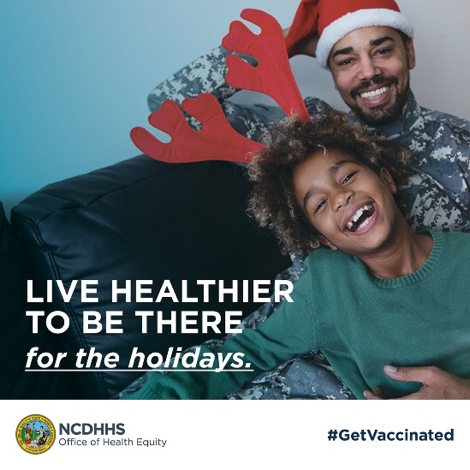 LIVE HEALTHIER
TO BE THERE
for the holidays.
NCDHHS
Office of Health Equity
#GetVaccinated